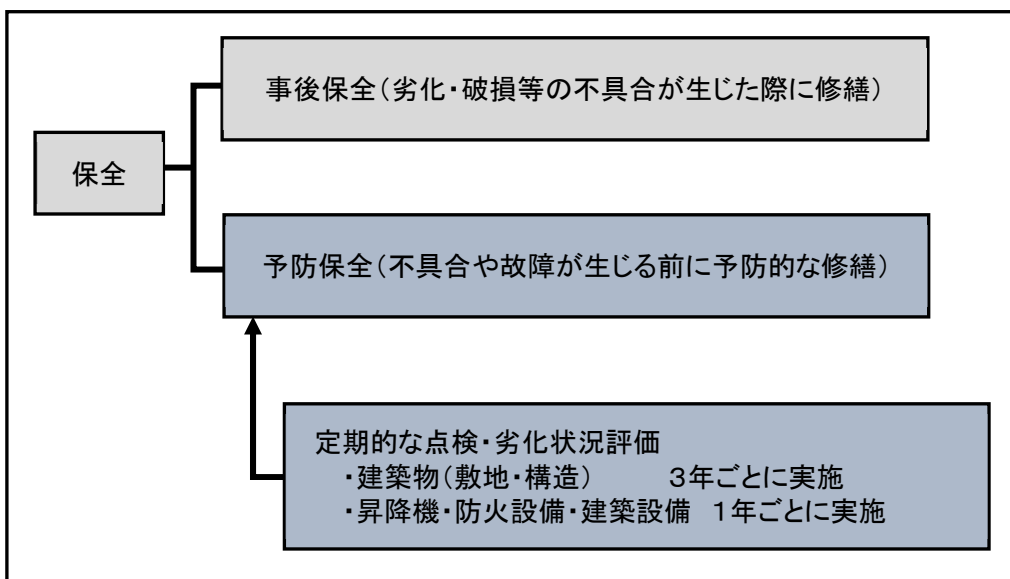 事後保全(劣化・破損等の不具合が生じた際に修繕)
保全
予防保全(不具合や故障が生じる前に予防的な修繕)
定期的な点検・劣化状況評価
・建築物(敷地・構造) 3年ごとに実施
・昇降機・防火設備・建築設備 1年ごとに実施